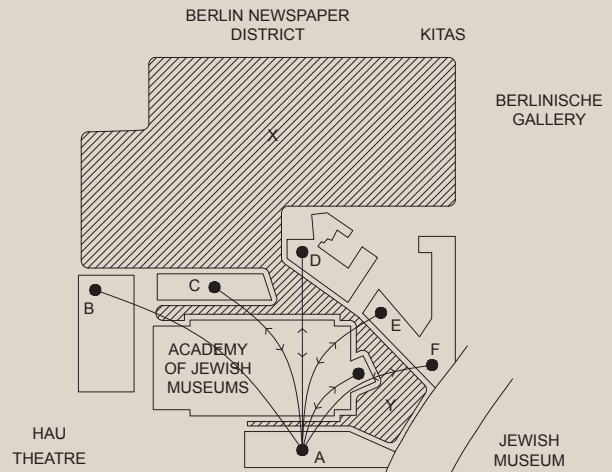 BERLIN NEWSPAPER
DISTRICT
KITAS
BERLINISCHE
GALLERY
X
D
C
B
E
F
ACADEMY
OF JEWISH
MUSEUMS
Y
A
HAU
THEATRE
JEWISH
MUSEUM